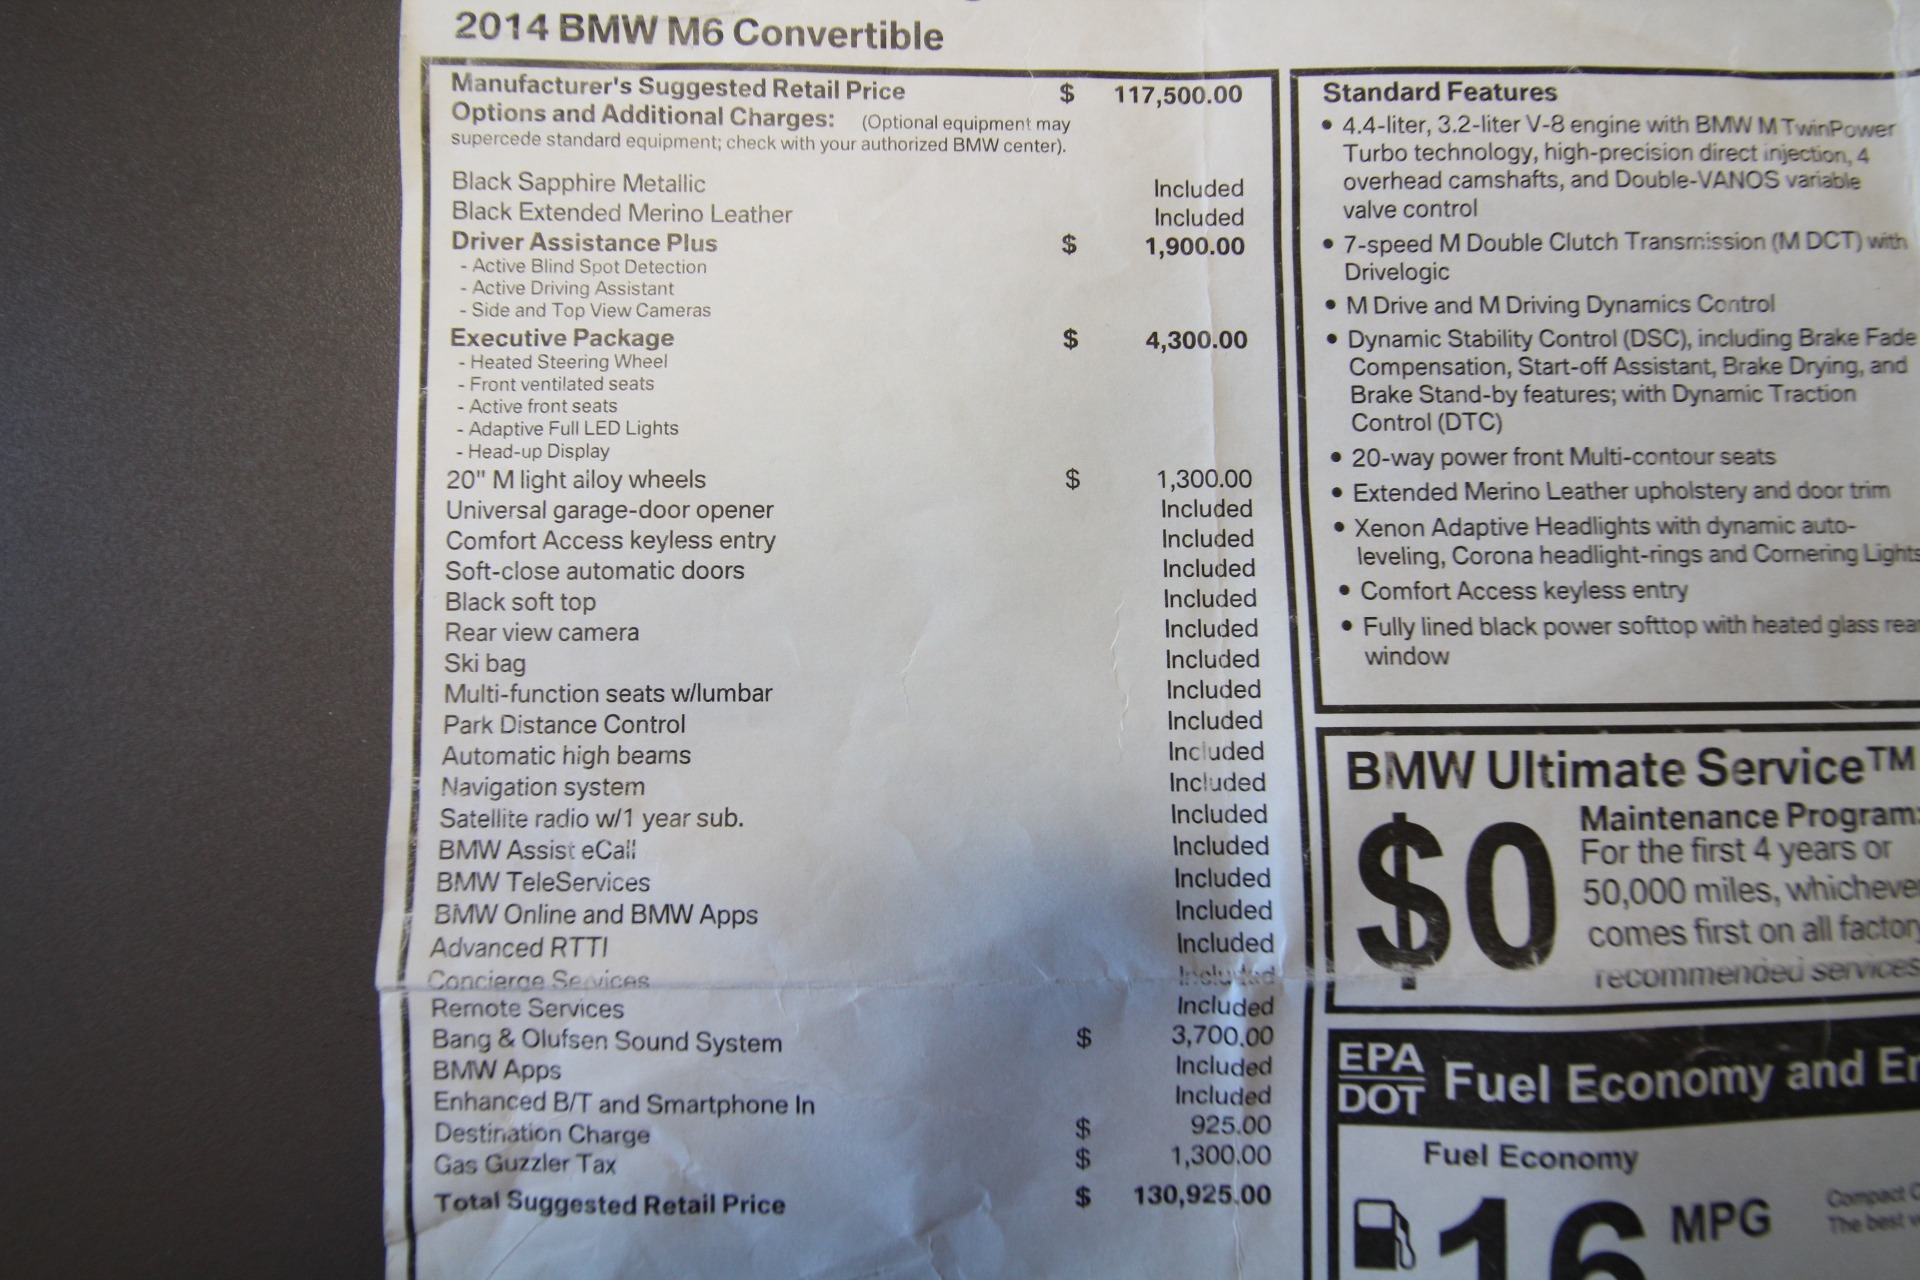 2014 BMW M6 Convertible
Manufacturer's Suggested Retail Price $ 117,500.00
Options and Additional Charges: (Optional equipment may
supercede standard equipment; check with your authorized BMW center).
Black Sapphire Metallic Included
Black Extended Merino Leather Included
Driver Assistance Plus $ 1,900.00
- Active Blind Spot Detection
- Active Driving Assistant
- Side and Top View Cameras
Executive Package $ 4,300.00
- Heated Steering Wheel
- Front ventilated seats
- Active front seats
- Adaptive Full LED Lights
- Head-up Display
20" M light alloy wheels $ 1,300.00
Universal garage-door opener Included
Comfort Access keyless entry Included
Soft-close automatic doors Included
Black soft top Included
Rear view camera Included
Ski bag Included
Multi-function seats w/lumbar Included
Park Distance Control Included
Automatic high beams Included
Navigation system Included
Satellite radio w/1 year sub. Included
BMW Assist eCall Included
BMW TeleServices Included
BMW Online and BMW Apps Included
Advanced RTTI Included
Concierge Services Included
Remote Services Included
Bang & Olufsen Sound System $ 3,700.00
BMW Apps Included
Enhanced B/T and Smartphone In Included
Destination Charge $ 925.00
Gas Guzzler Tax $ 1,300.00
Total Suggested Retail Price $ 130,925.00
Standard Features
• 4.4-liter, 3.2-liter V-8 engine with BMW M TwinPower
Turbo technology, high-precision direct injection, 4
overhead camshafts, and Double-VANOS variable
valve control
• 7-speed M Double Clutch Transmission (M DCT) with
Drivelogic
• M Drive and M Driving Dynamics Control
• Dynamic Stability Control (DSC), including Brake Fade
Compensation, Start-off Assistant, Brake Drying, and
Brake Stand-by features; with Dynamic Traction
Control (DTC)
• 20-way power front Multi-contour seats
• Extended Merino Leather upholstery and door trim
• Xenon Adaptive Headlights with dynamic auto-
leveling, Corona headlight-rings and Cornering Lights
• Comfort Access keyless entry
• Fully lined black power softtop with heated glass rear
window
BMW Ultimate Service™
$0
Maintenance Program:
For the first 4 years or
50,000 miles, whicheve
comes first on all factory
recommended services
EPA
DOT
Fuel Economy and En
Fuel Economy
16 MPG
Compact C
The best v